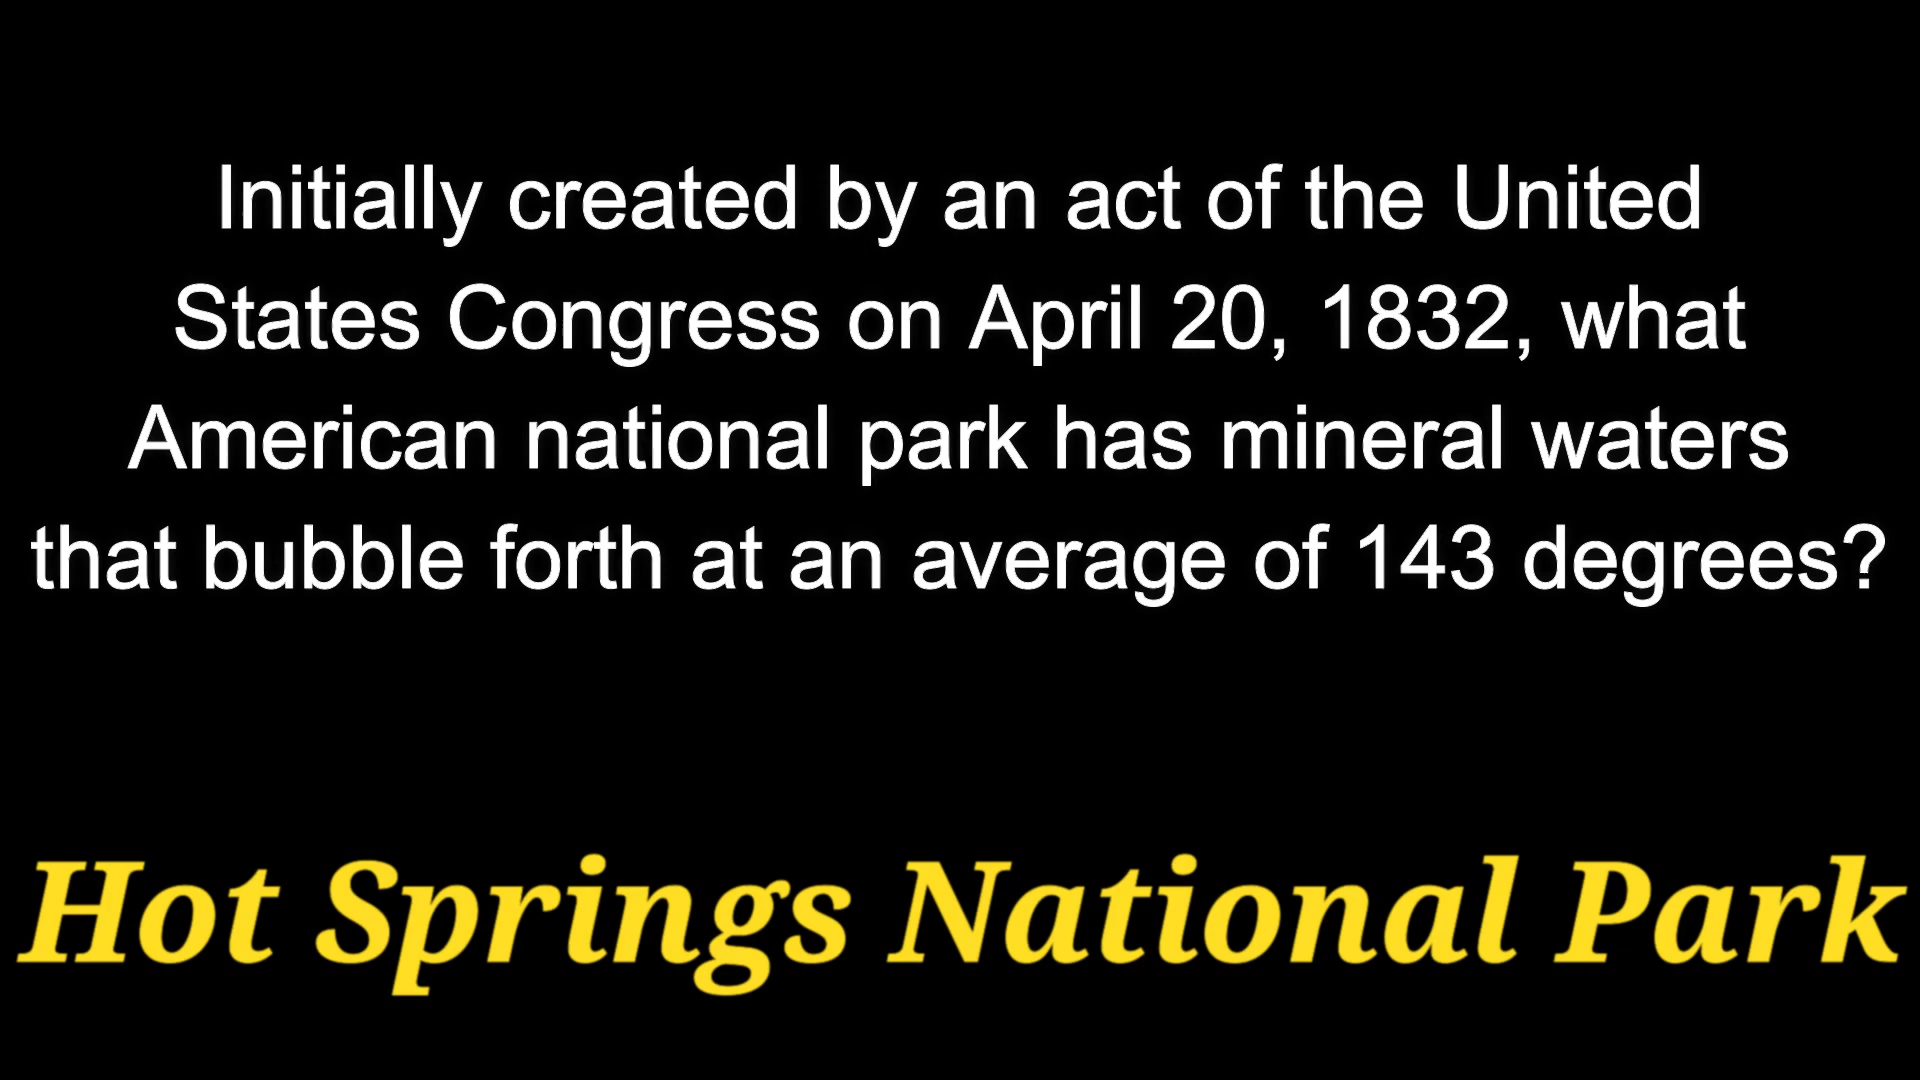 Initially created by an act of the United
States Congress on April 20, 1832, what
American national park has mineral waters
that bubble forth at an average of 143 degrees?
Hot Springs National Park